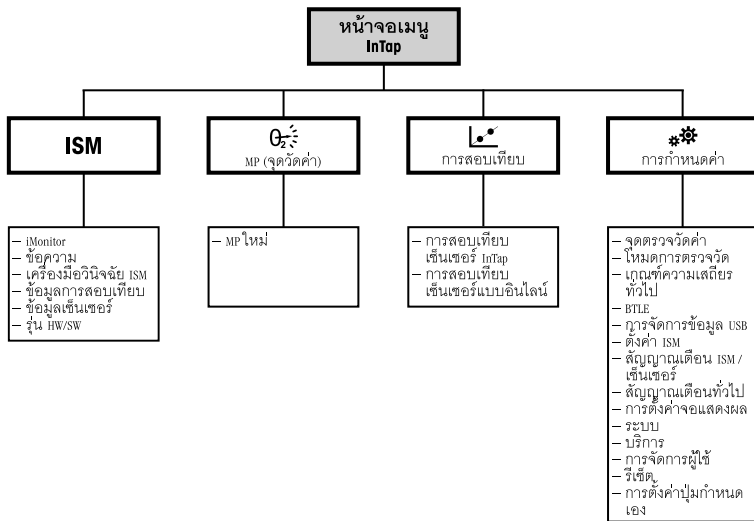 หน้าจอเมนู
InTap
ISM
O₂
MP (จุดวัดค่า)
การสอบเทียบ
การกำหนดค่า
– iMonitor
– ข้อความ
– เครื่องมือวินิจฉัย ISM
– ข้อมูลการสอบเทียบ
– ข้อมูลเซ็นเซอร์
– รุ่น HW/SW
– MP ใหม่
– การสอบเทียบ
เซ็นเซอร์ InTap
– การสอบเทียบ
เซ็นเซอร์แบบอินไลน์
– จุดตรวจวัดค่า
– โหมดการตรวจวัด
– เกณฑ์ความเสถียร
ทั่วไป
– BTLE
– การจัดการข้อมูล USB
– ตั้งค่า ISM
– สัญญาณเตือน ISM /
เซ็นเซอร์
– สัญญาณเตือนทั่วไป
– การตั้งค่าจอแสดงผล
– ระบบ
– บริการ
– การจัดการผู้ใช้
– รีเซ็ต
– การตั้งค่าปุ่มกำหนด
เอง